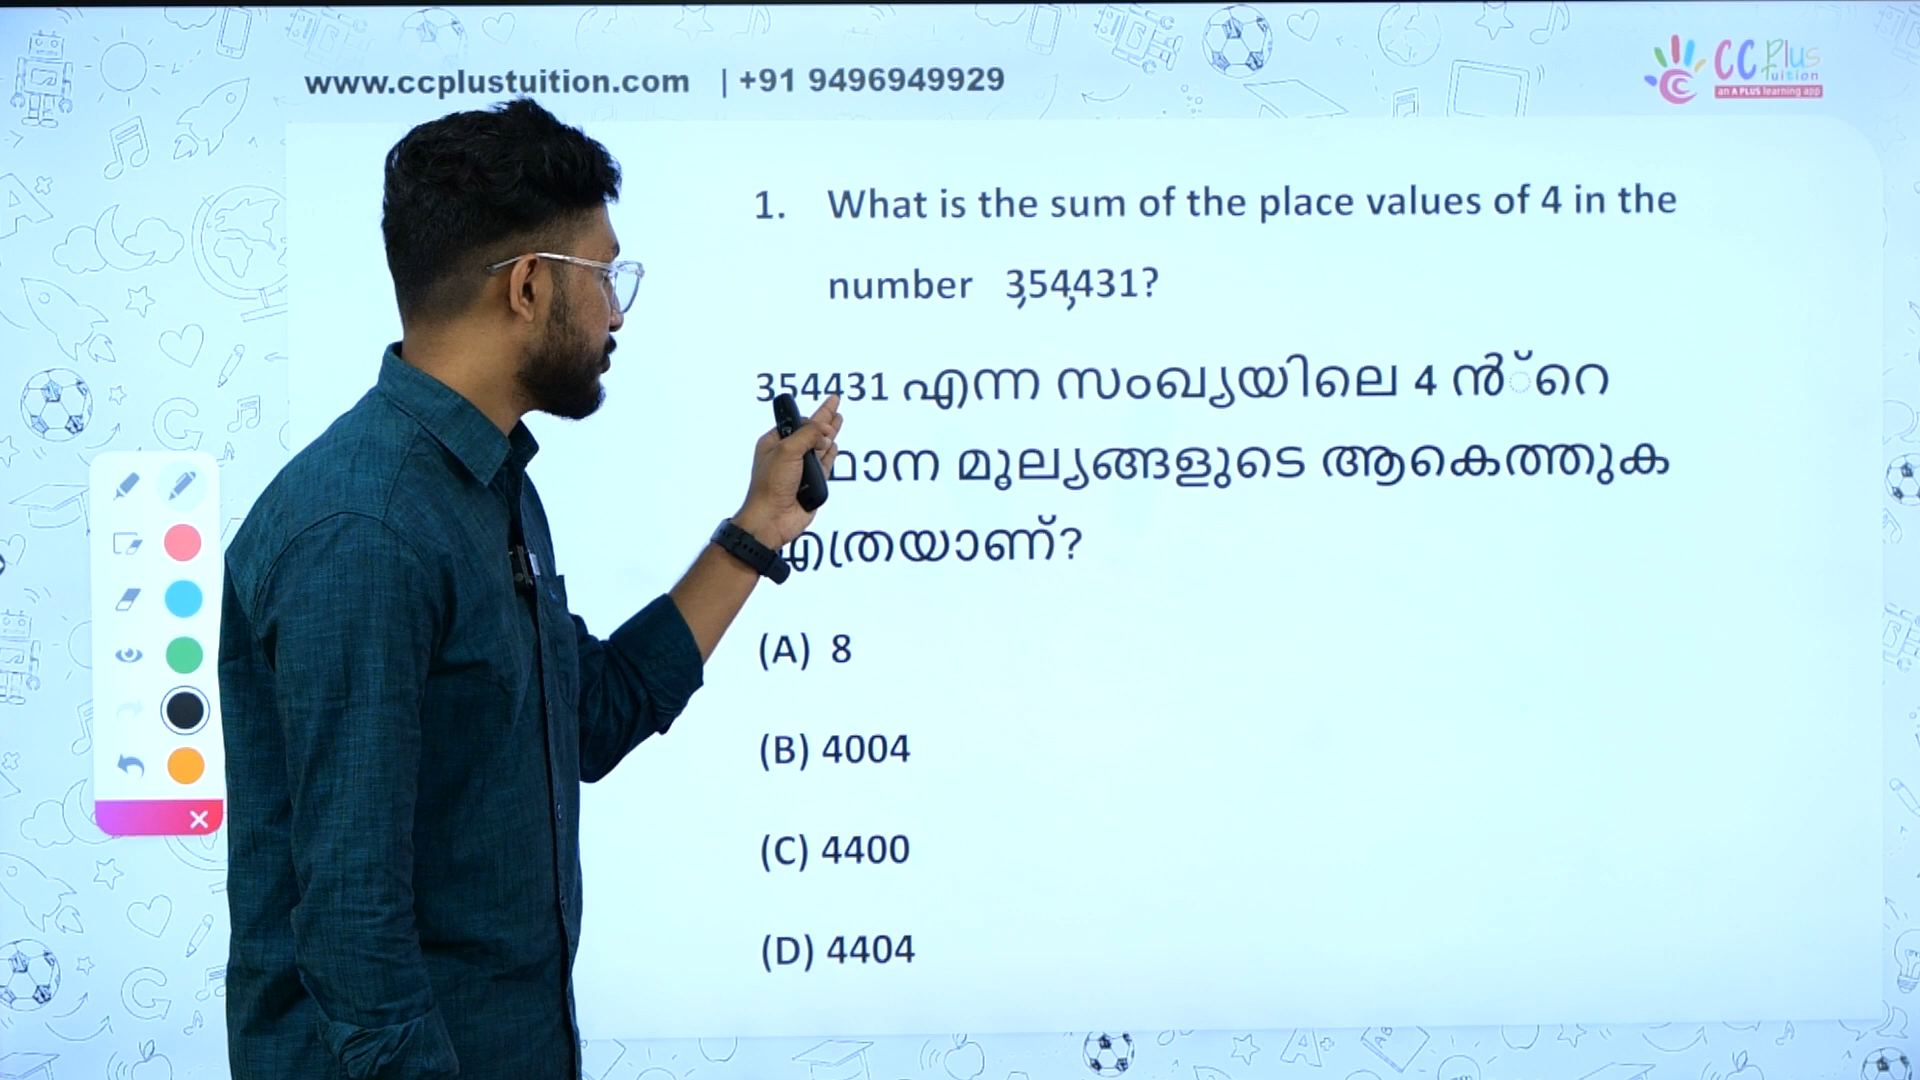 www.ccplustuition.com | +91 9496949929
CC Plus
Tuition
an A PLUS learning app
1. What is the sum of the place values of 4 in the
number 3,54,431?
354431 എന്ന സംഖ്യയിലെ 4 ൻ്റെ
മൂല്യങ്ങളുടെ ആകെത്തുക
എത്രയാണ്?
(A) 8
(B) 4004
(C) 4400
(D) 4404